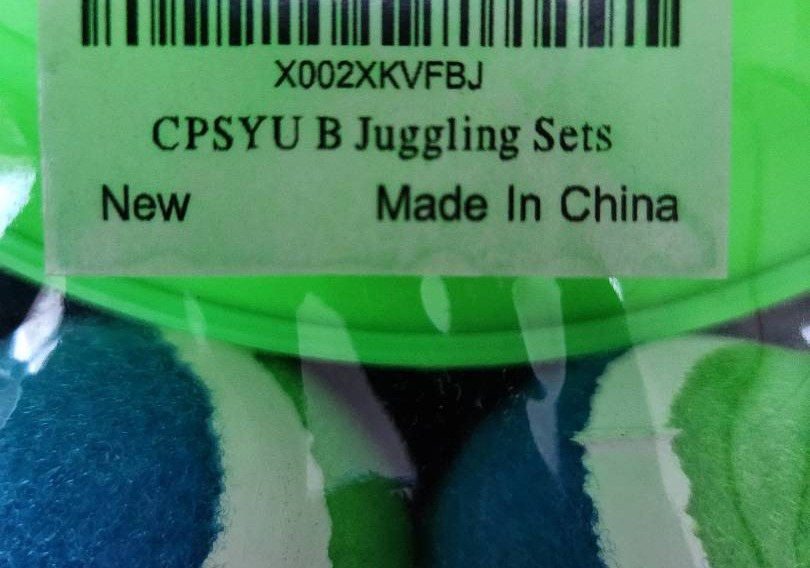 X002XKVFBJ
CPSYU B Juggling Sets
New Made In China